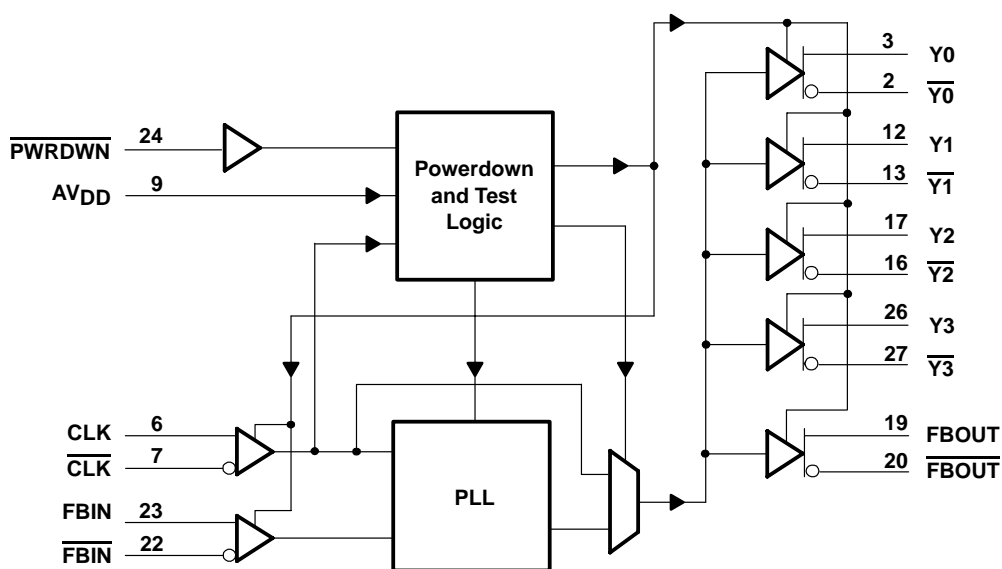 3 Y0
2 Y0
24
PWRDWN
9
AVDD
Powerdown
and Test
Logic
12 Y1
13 Y1
17 Y2
16 Y2
26 Y3
27 Y3
6
CLK
7
CLK
23
FBIN
22
FBIN
PLL
19 FBOUT
20 FBOUT